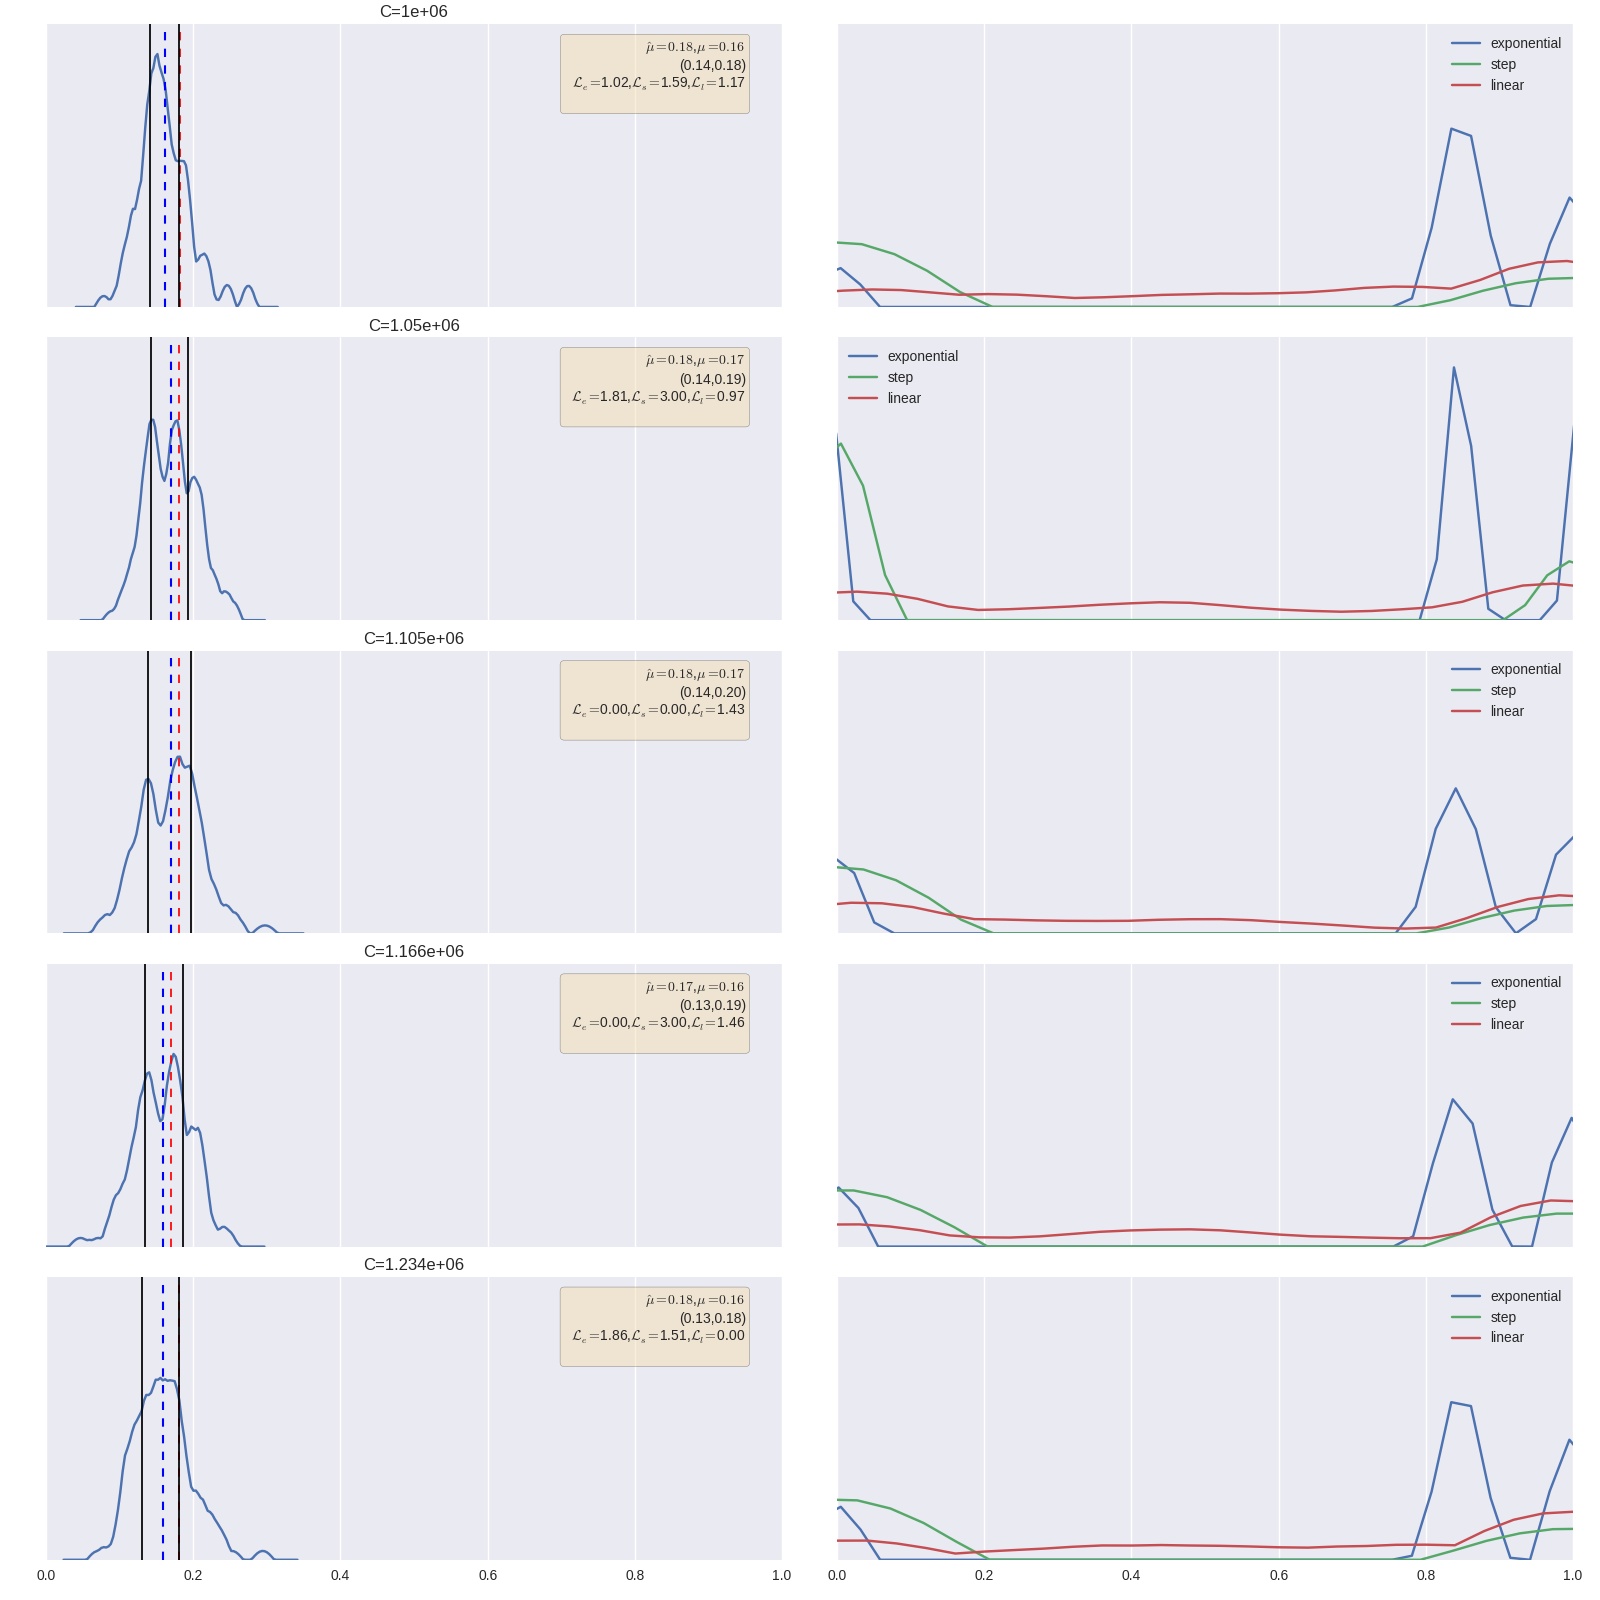 C=1e+06
μ̂=0.18,μ=0.16
(0.14,0.18)
ℒₑ=1.02,ℒₛ=1.59,ℒₗ=1.17
exponential
step
linear
C=1.05e+06
μ̂=0.18,μ=0.17
(0.14,0.19)
ℒₑ=1.81,ℒₛ=3.00,ℒₗ=0.97
exponential
step
linear
C=1.105e+06
μ̂=0.18,μ=0.17
(0.14,0.20)
ℒₑ=0.00,ℒₛ=0.00,ℒₗ=1.43
exponential
step
linear
C=1.166e+06
μ̂=0.17,μ=0.16
(0.13,0.19)
ℒₑ=0.00,ℒₛ=3.00,ℒₗ=1.46
exponential
step
linear
C=1.234e+06
μ̂=0.18,μ=0.16
(0.13,0.18)
ℒₑ=1.86,ℒₛ=1.51,ℒₗ=0.00
exponential
step
linear
0.0 0.2 0.4 0.6 0.8 1.0
0.0 0.2 0.4 0.6 0.8 1.0